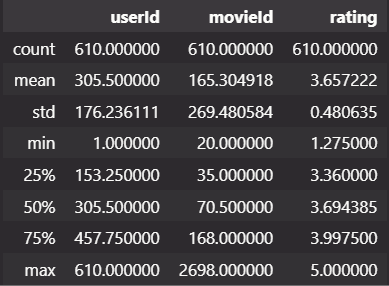 userId movieId rating
count 610.000000 610.000000 610.000000
mean 305.500000 165.304918 3.657222
std 176.236111 269.480584 0.480635
min 1.000000 20.000000 1.275000
25% 153.250000 35.000000 3.360000
50% 305.500000 70.500000 3.694385
75% 457.750000 168.000000 3.997500
max 610.000000 2698.000000 5.000000